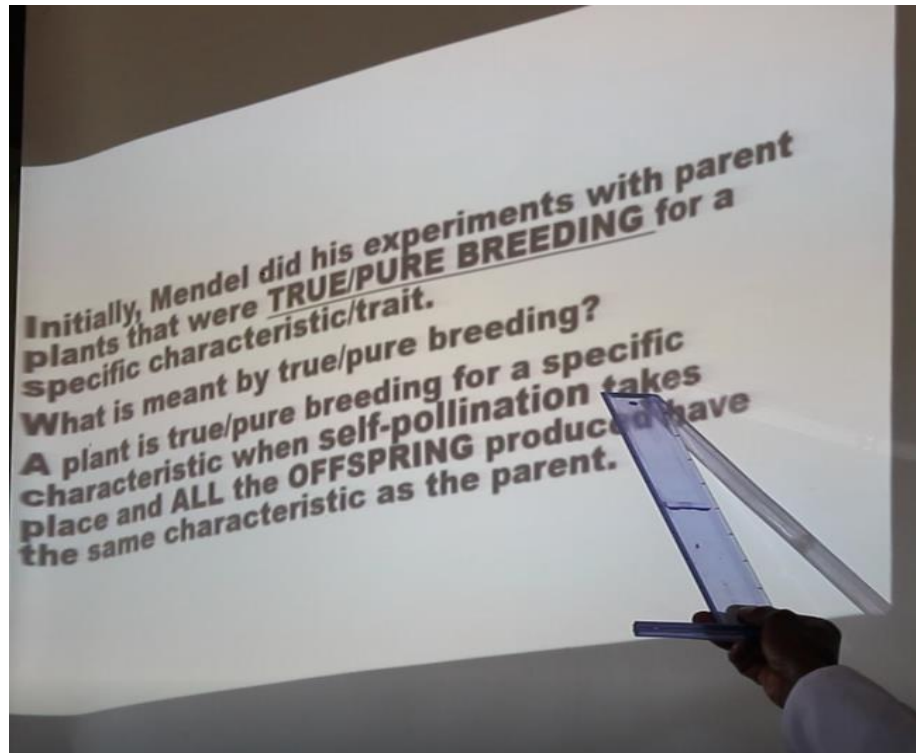 Initially, Mendel did his experiments with parent
plants that were TRUE/PURE BREEDING for a
specific characteristic/trait.
What is meant by true/pure breeding?
A plant is true/pure breeding for a specific
characteristic when self-pollination takes
place and ALL the OFFSPRING produced have
the same characteristic as the parent.